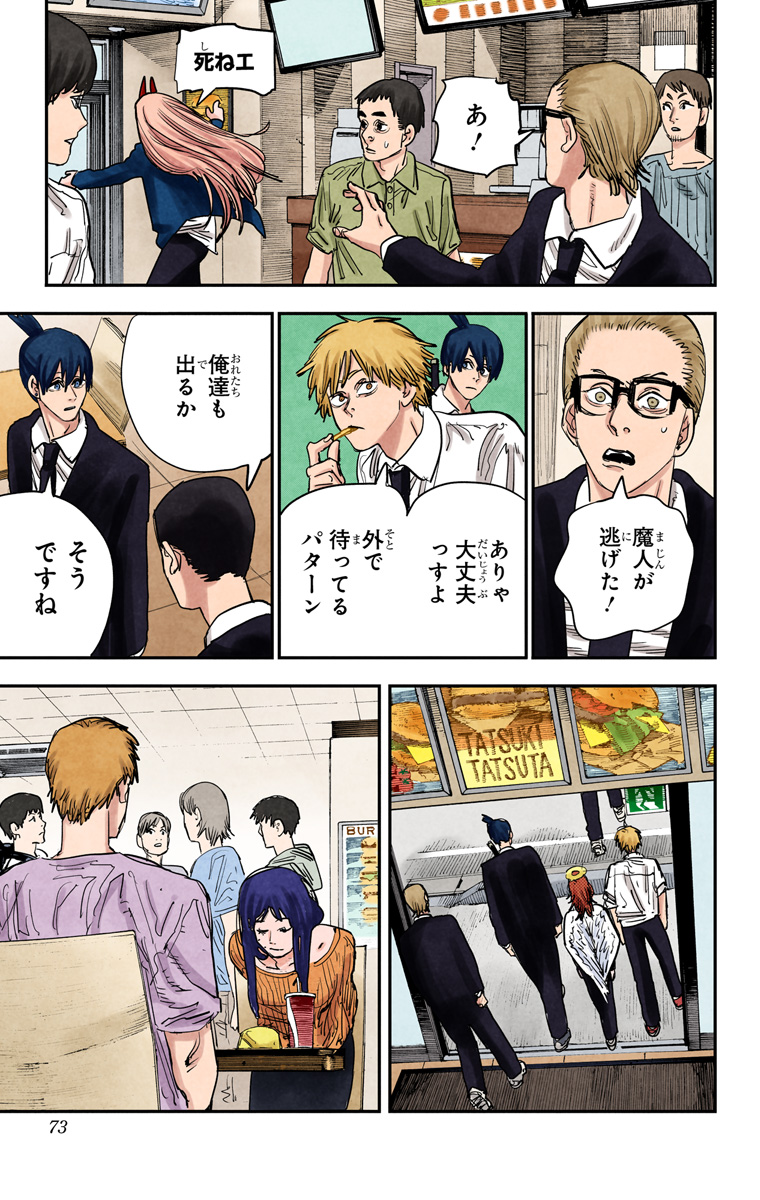 あ！
死ねエ
魔人が
逃げた！
ありゃ
大丈夫
っすよ
外で
待ってる
パターン
俺達も
出るか
そう
ですね
TATSUKI
TATSUTA
BUR
73